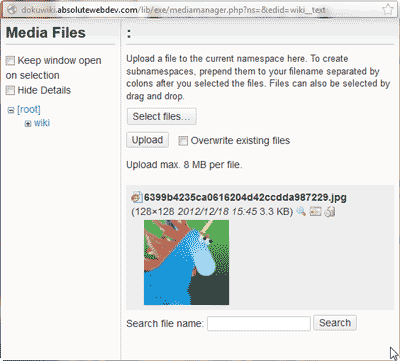 dokuwiki.absolutewebdev.com/lib/exe/mediamanager.php?ns=&edid=wiki__text
Media Files
Keep window open
on selection
Hide Details
[root]
wiki
:
Upload a file to the current namespace here. To create
subnamespaces, prepend them to your filename separated by
colons after you selected the files. Files can also be selected by
drag and drop.
Select files...
Upload
Overwrite existing files
Upload max. 8 MB per file.
6399b4235ca0616204d42ccdda987229.jpg
(128×128 2012/12/18 15:45 3.3 KB)
Search file name:
Search